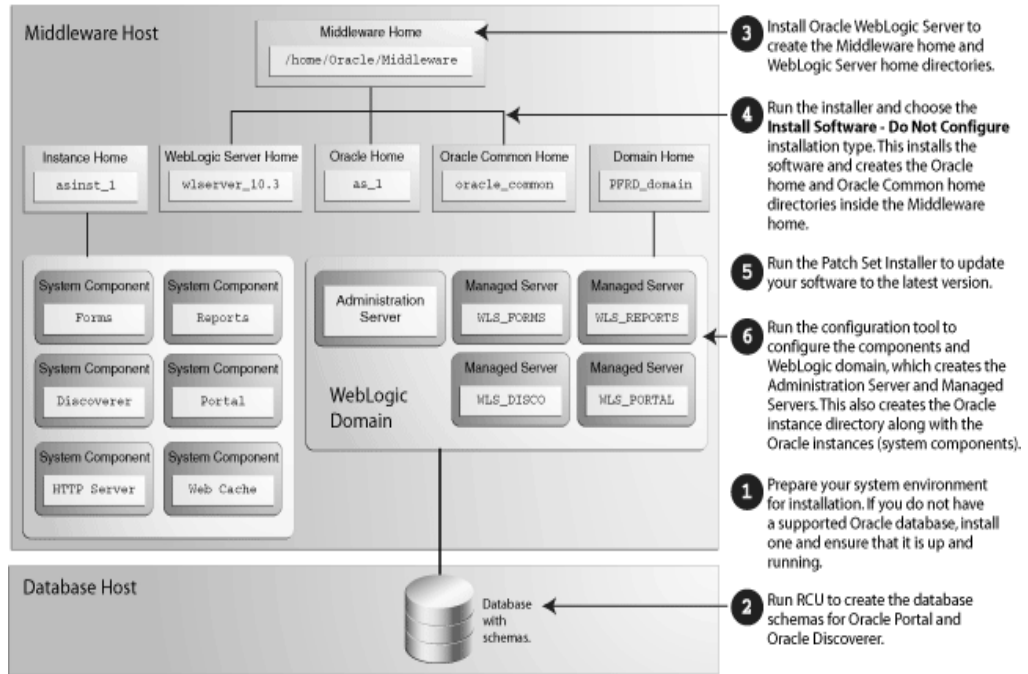 Middleware Host
Middleware Home
/home/Oracle/Middleware
Instance Home
asinst_1
WebLogic Server Home
wlserver_10.3
Oracle Home
as_1
Oracle Common Home
oracle_common
Domain Home
PFRD_domain
System Component
Forms
System Component
Reports
System Component
Discoverer
System Component
Portal
System Component
HTTP Server
System Component
Web Cache
Administration
Server
Managed Server
WLS_FORMS
Managed Server
WLS_REPORTS
WebLogic
Domain
Managed Server
WLS_DISCO
Managed Server
WLS_PORTAL
Database Host
Database
with
schemas.
3 Install Oracle WebLogic Server to
create the Middleware home and
WebLogic Server home directories.
4 Run the installer and choose the
Install Software - Do Not Configure
installation type. This installs the
software and creates the Oracle
home and Oracle Common home
directories inside the Middleware
home.
5 Run the Patch Set Installer to update
your software to the latest version.
6 Run the configuration tool to
configure the components and
WebLogic domain, which creates the
Administration Server and Managed
Servers. This also creates the Oracle
instance directory along with the
Oracle instances (system components).
1 Prepare your system environment
for installation. If you do not have
a supported Oracle database, install
one and ensure that it is up and
running.
2 Run RCU to create the database
schemas for Oracle Portal and
Oracle Discoverer.